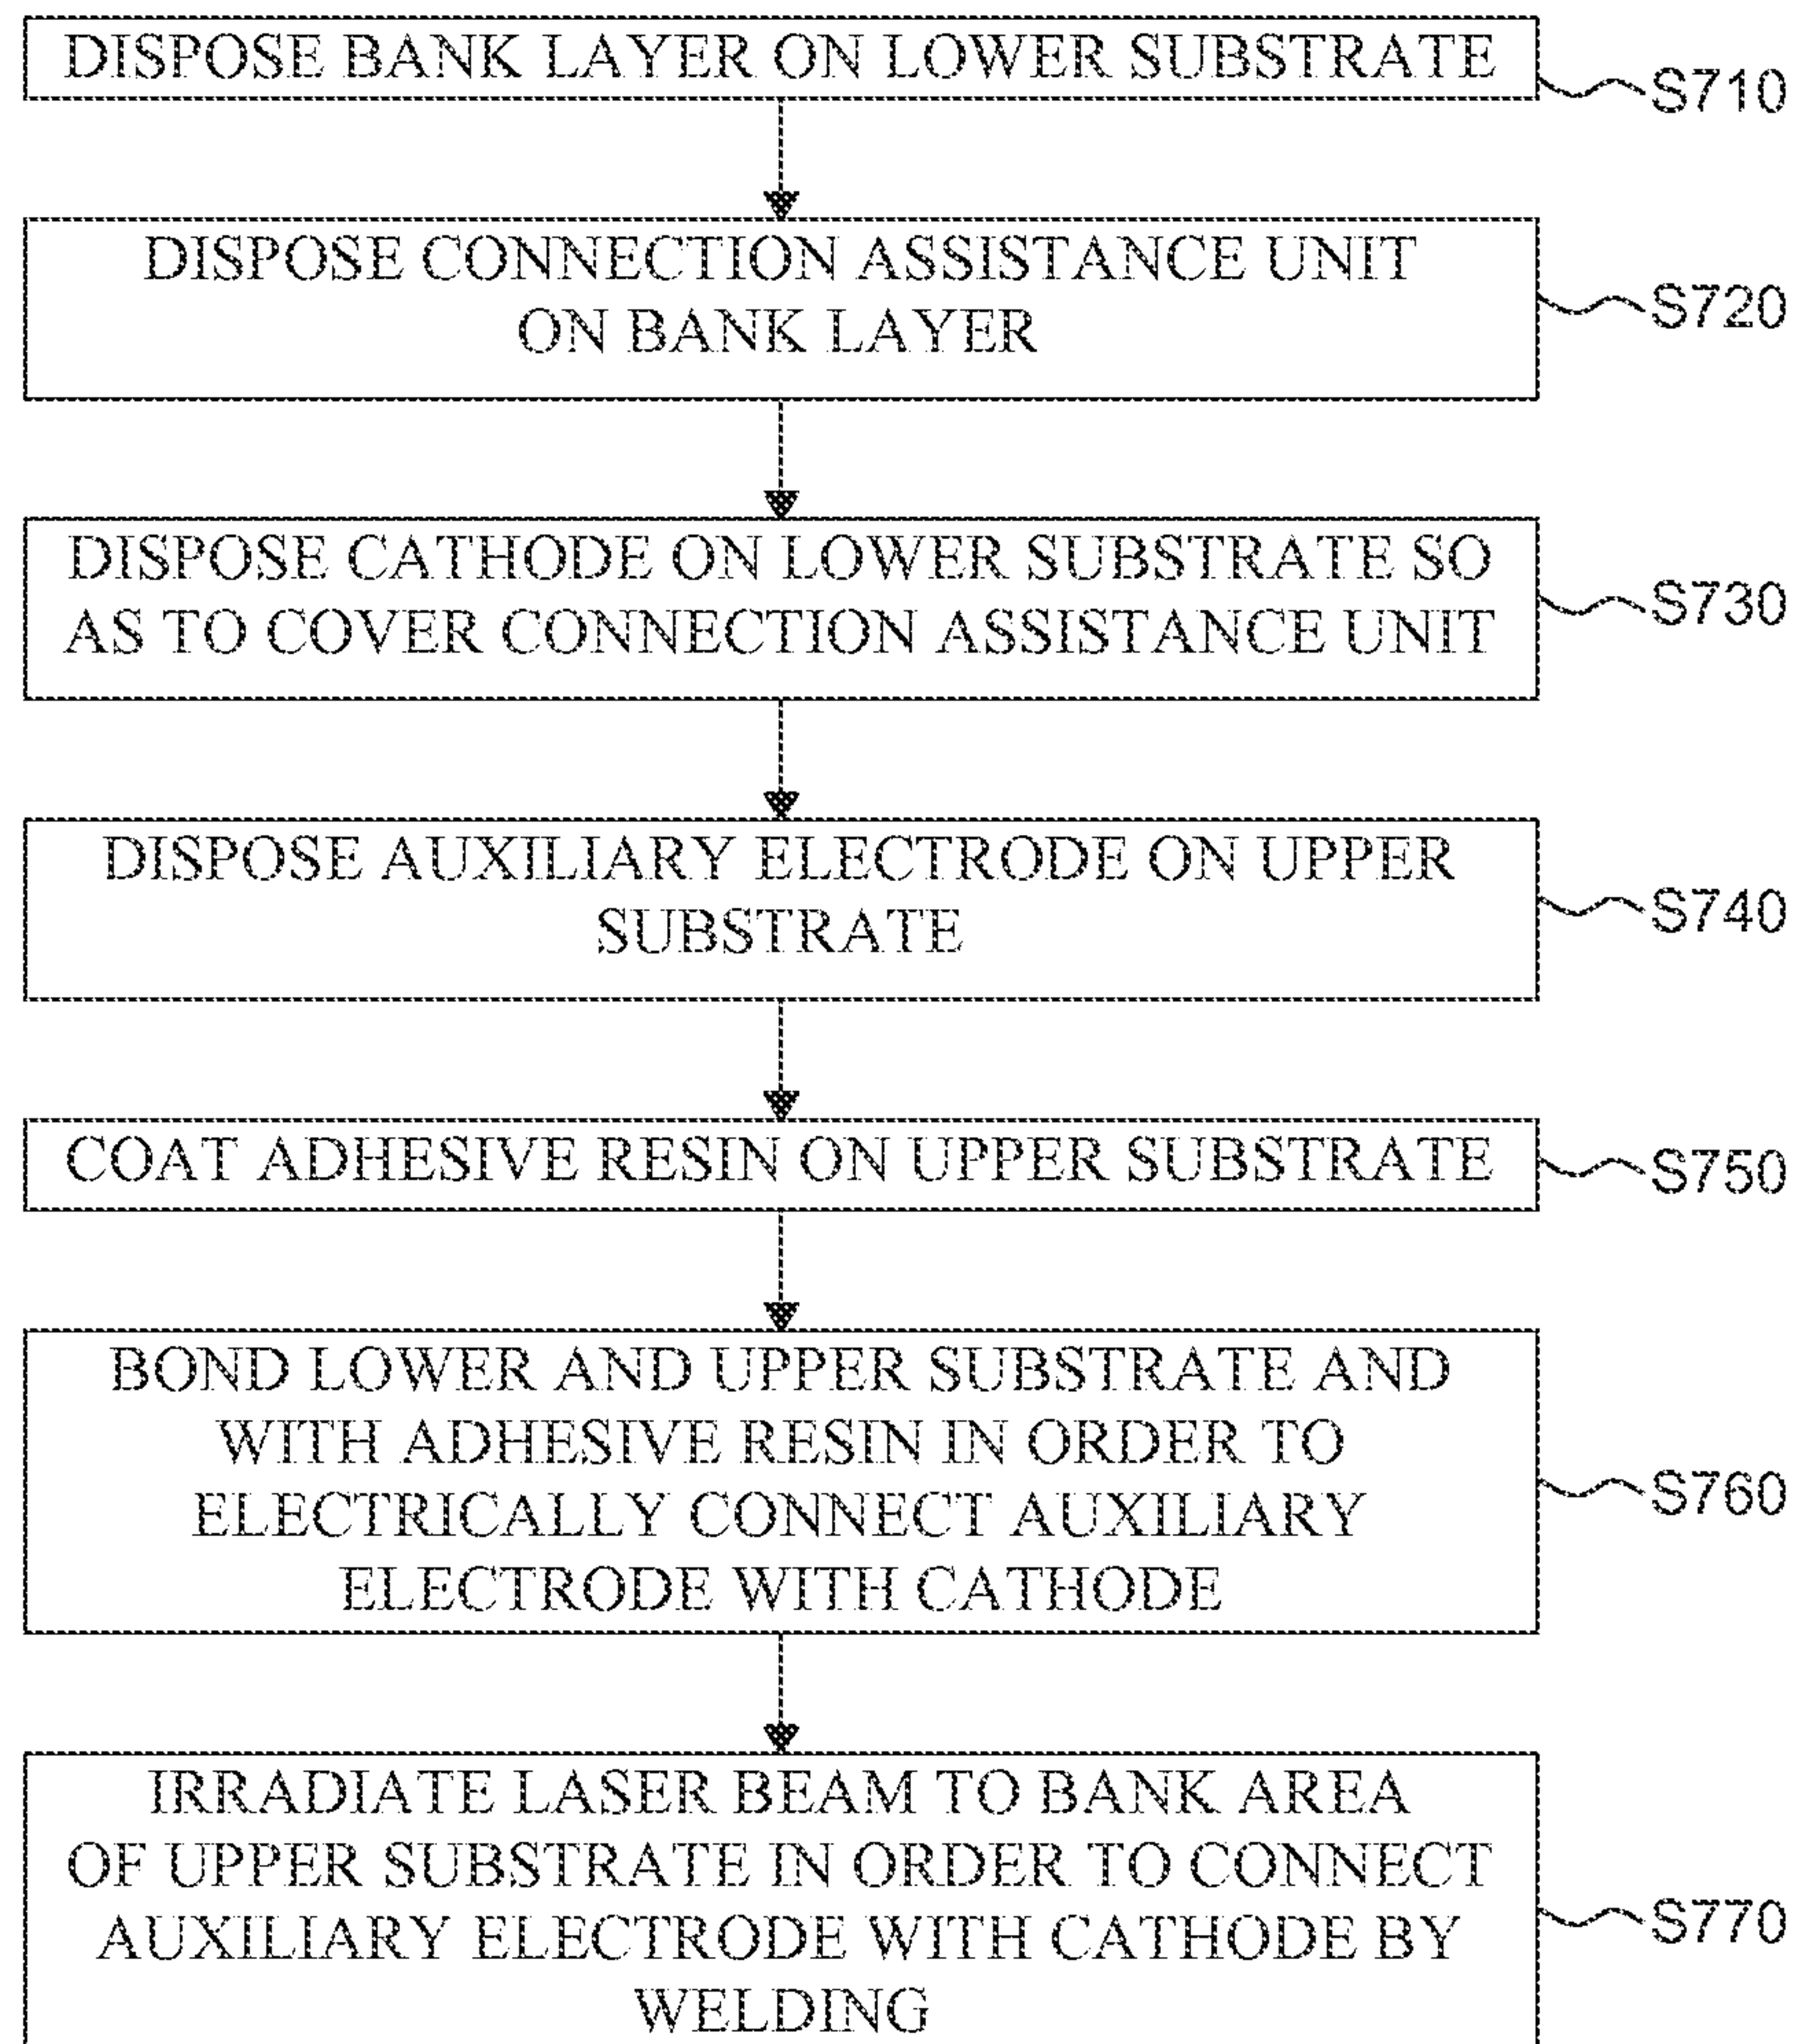 DISPOSE BANK LAYER ON LOWER SUBSTRATE
S710
DISPOSE CONNECTION ASSISTANCE UNIT
ON BANK LAYER
S720
DISPOSE CATHODE ON LOWER SUBSTRATE SO
AS TO COVER CONNECTION ASSISTANCE UNIT
S730
DISPOSE AUXILIARY ELECTRODE ON UPPER
SUBSTRATE
S740
COAT ADHESIVE RESIN ON UPPER SUBSTRATE
S750
BOND LOWER AND UPPER SUBSTRATE AND
WITH ADHESIVE RESIN IN ORDER TO
ELECTRICALLY CONNECT AUXILIARY
ELECTRODE WITH CATHODE
S760
IRRADIATE LASER BEAM TO BANK AREA
OF UPPER SUBSTRATE IN ORDER TO CONNECT
AUXILIARY ELECTRODE WITH CATHODE BY
WELDING
S770